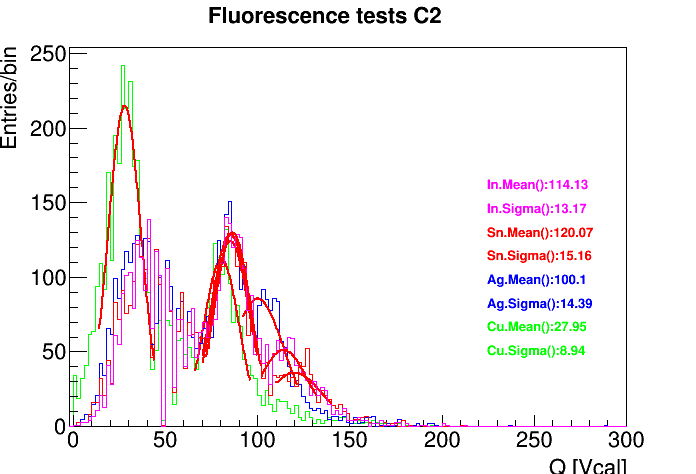 Fluorescence tests C2
Entries/bin
250
200
150
100
50
0
In.Mean():114.13
In.Sigma():13.17
Sn.Mean():120.07
Sn.Sigma():15.16
Ag.Mean():100.1
Ag.Sigma():14.39
Cu.Mean():27.95
Cu.Sigma():8.94
0 50 100 150 200 250 300
Q [Vcal]